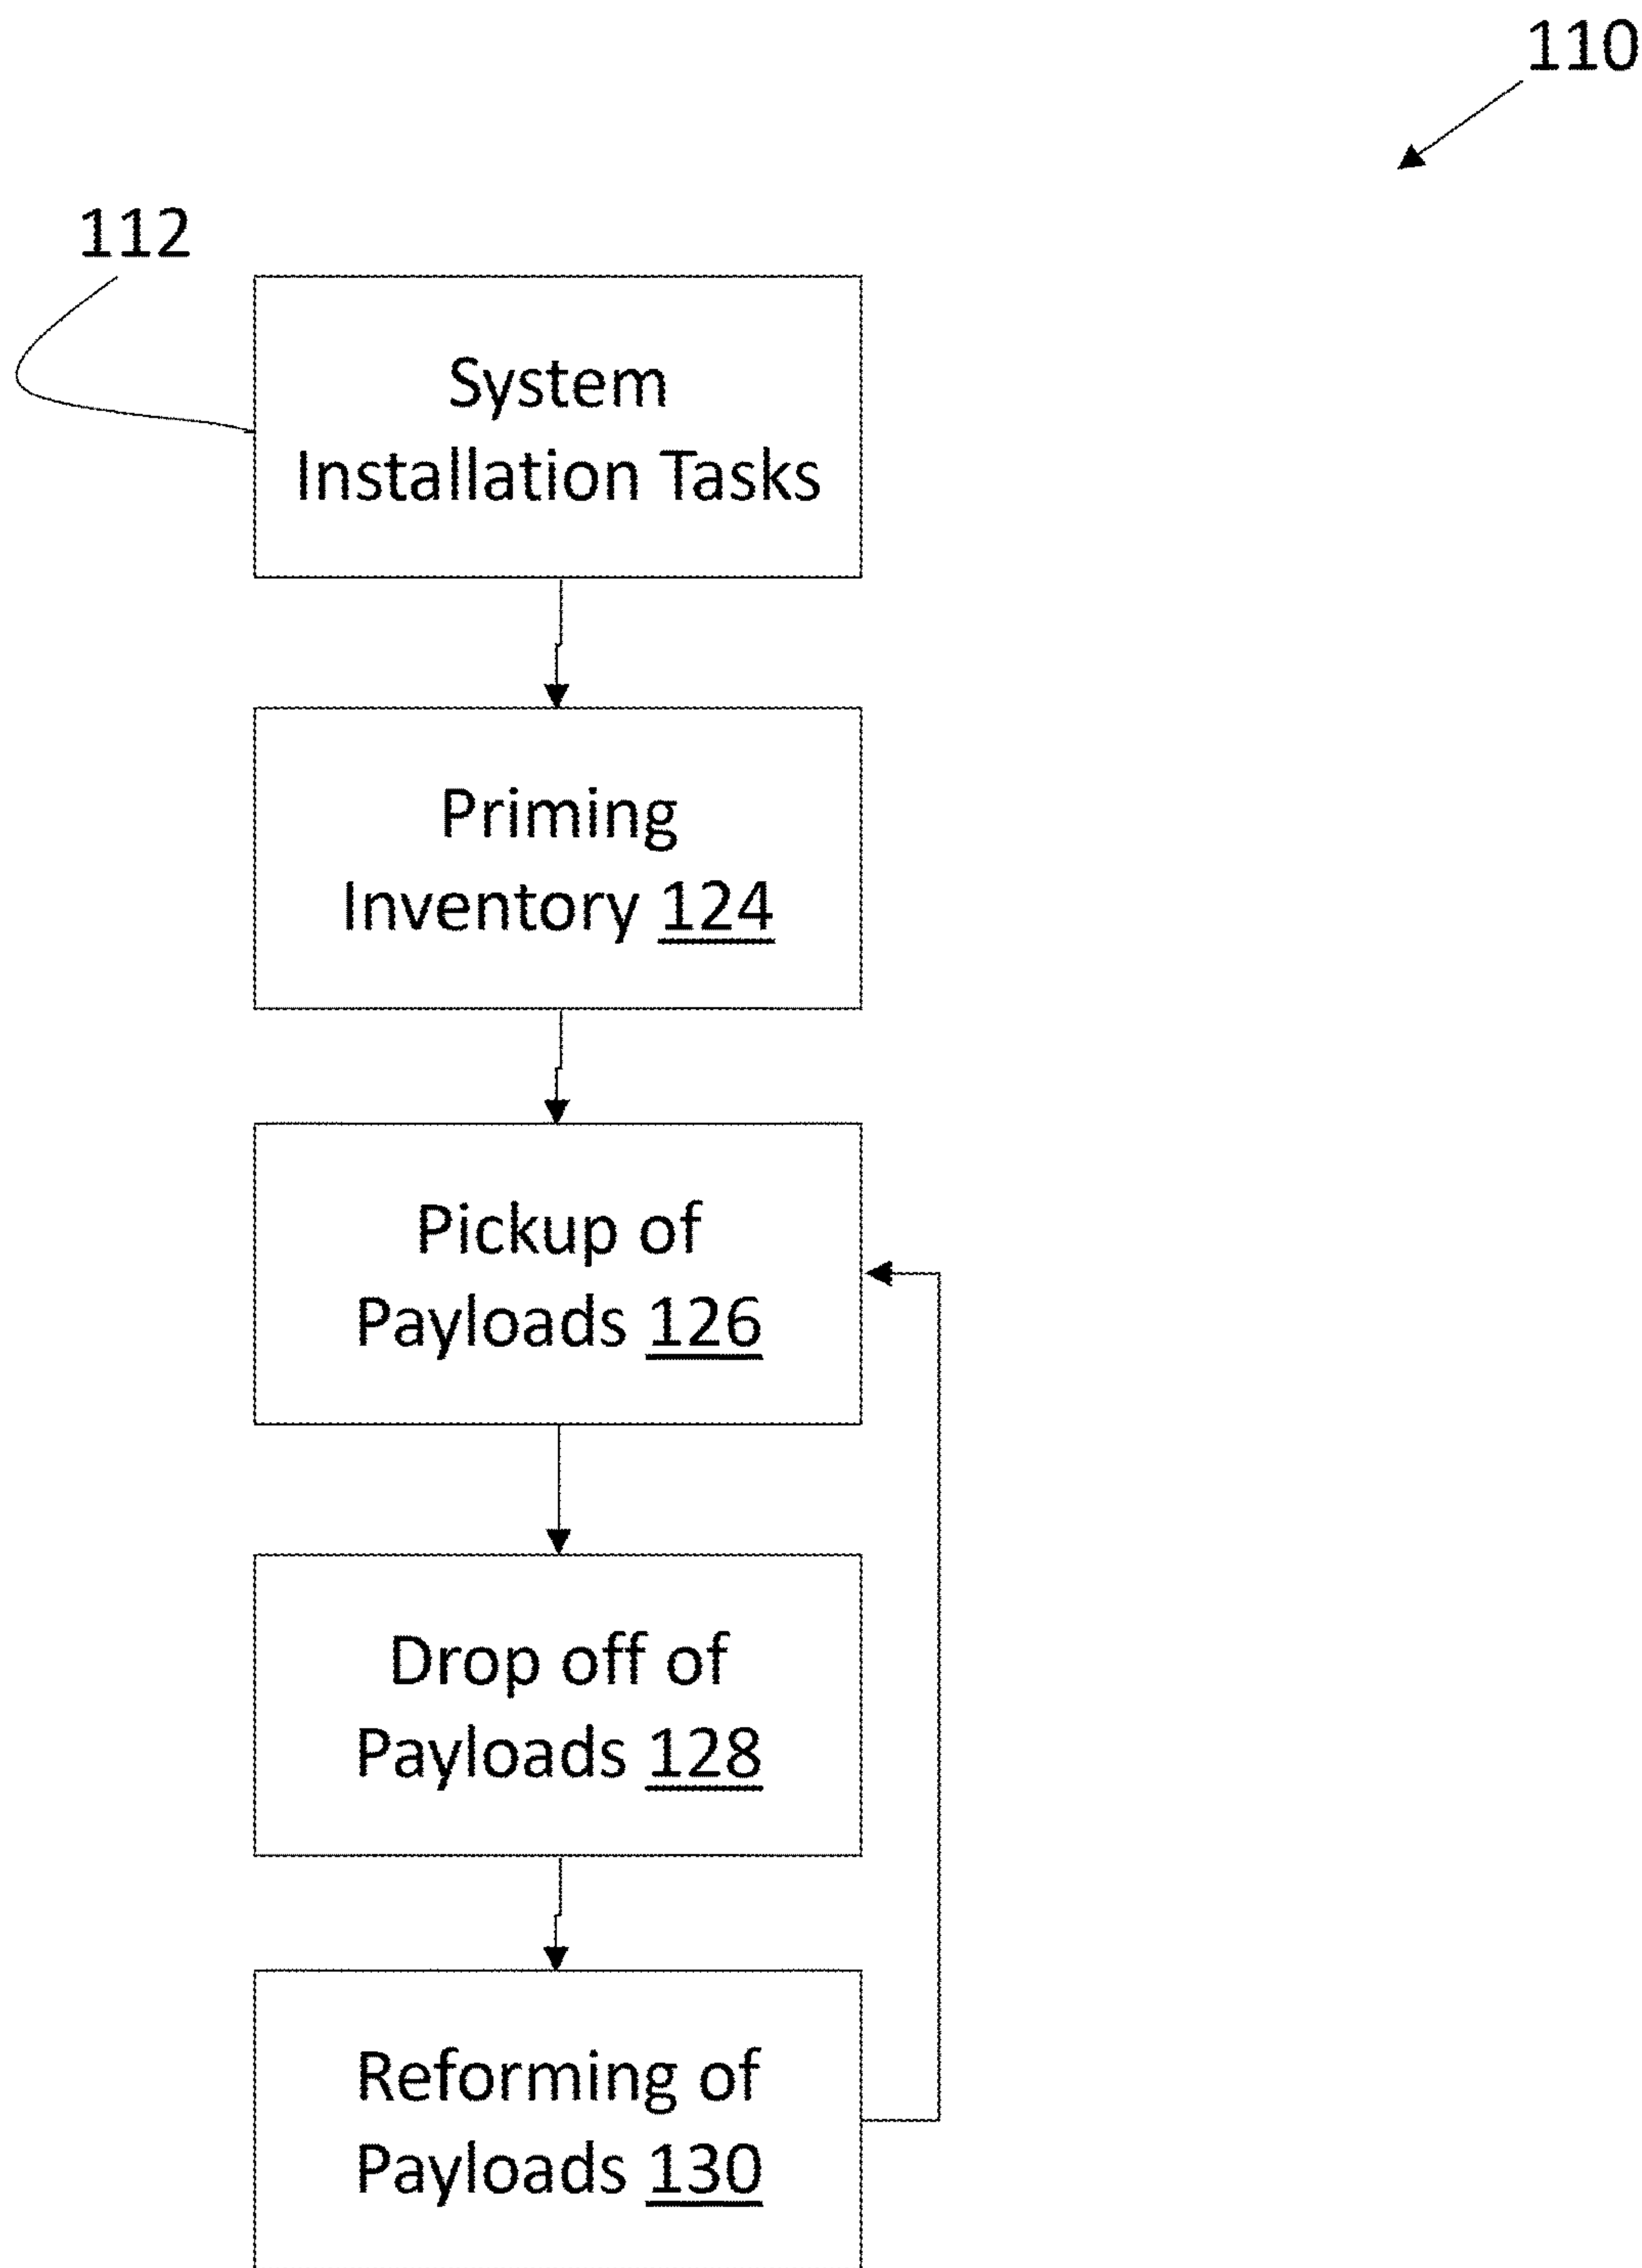 110
112
System
Installation Tasks
Priming
Inventory 124
Pickup of
Payloads 126
Drop off of
Payloads 128
Reforming of
Payloads 130